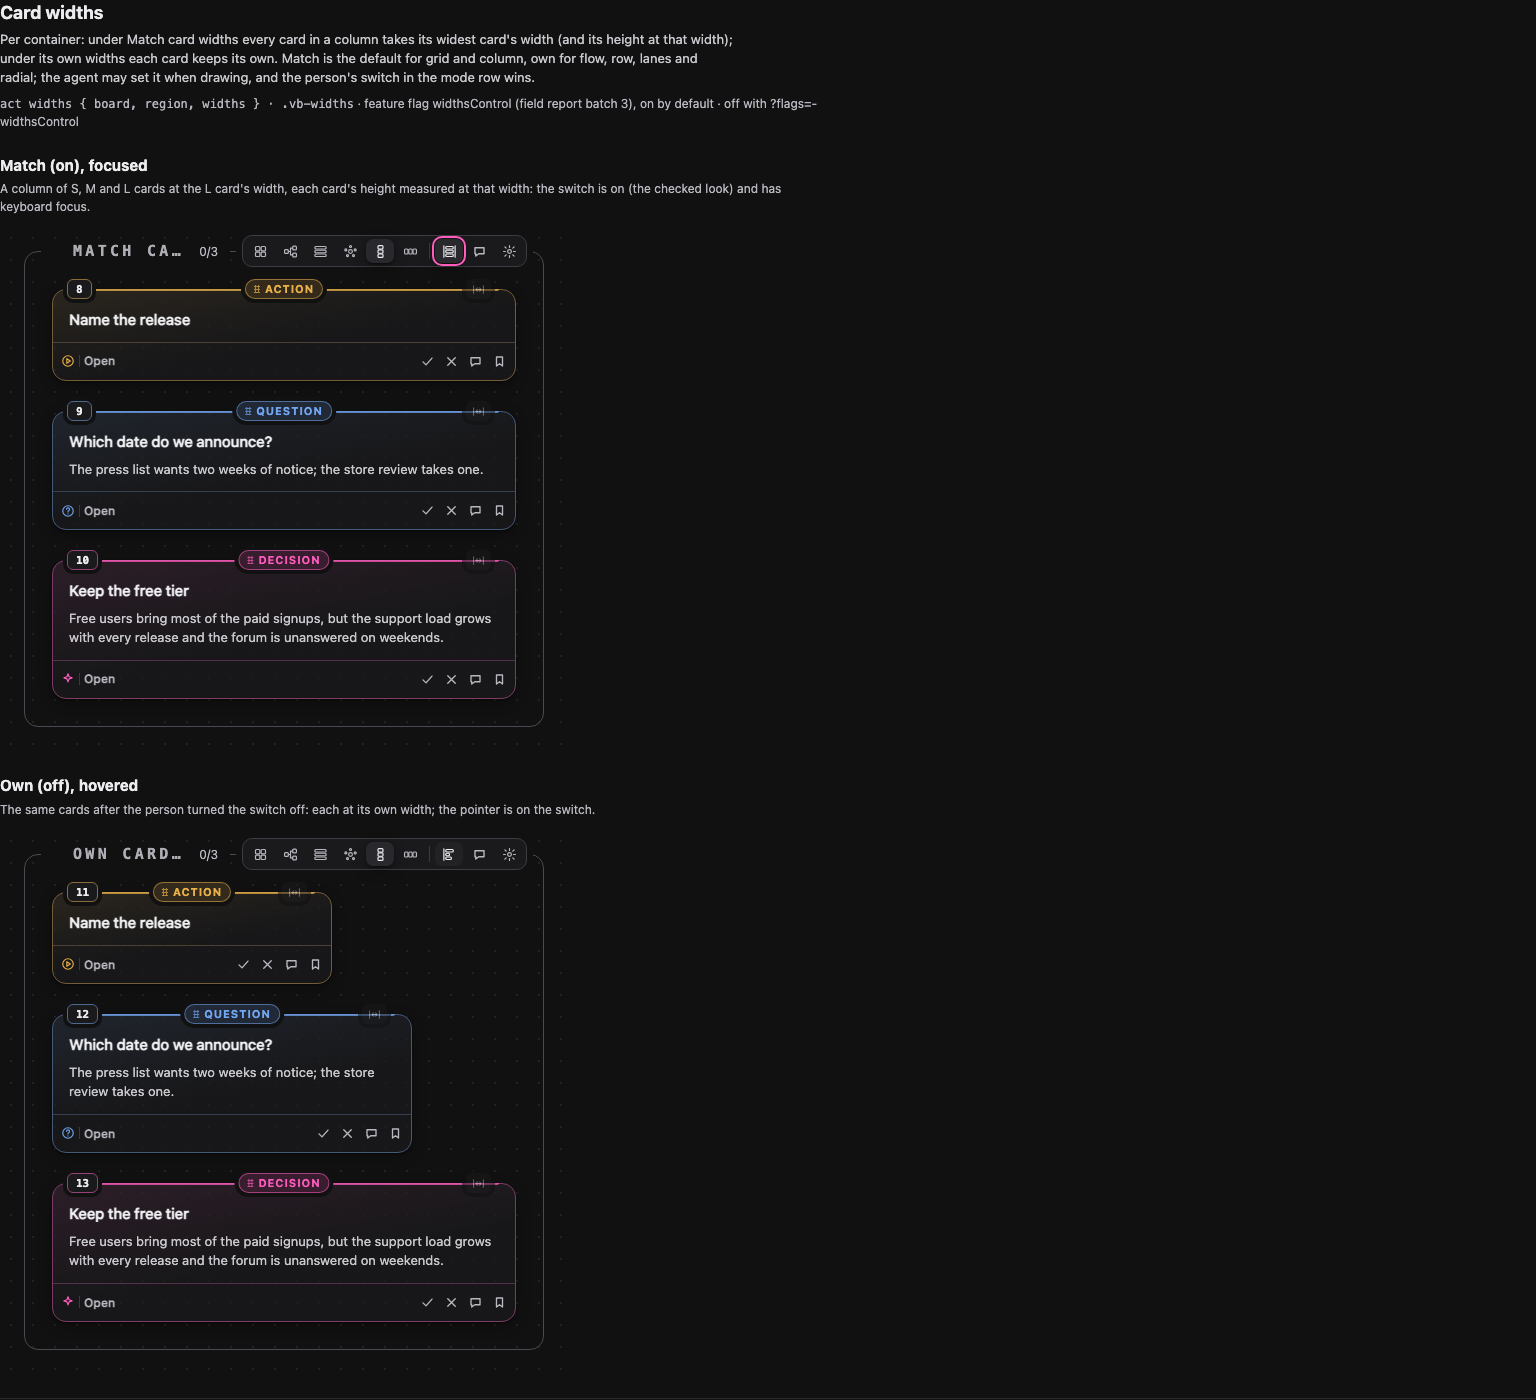 Card widths
Per container: under Match card widths every card in a column takes its widest card's width (and its height at that width);
under its own widths each card keeps its own. Match is the default for grid and column, own for flow, row, lanes and
radial; the agent may set it when drawing, and the person's switch in the mode row wins.
act widths { board, region, widths } · .vb-widths · feature flag widthsControl (field report batch 3), on by default · off with ?flags=-
widthsControl
Match (on), focused
A column of S, M and L cards at the L card's width, each card's height measured at that width: the switch is on (the checked look) and has
keyboard focus.
MATCH CA… 0/3
8 ACTION
Name the release
Open
9 QUESTION
Which date do we announce?
The press list wants two weeks of notice; the store review takes one.
Open
10 DECISION
Keep the free tier
Free users bring most of the paid signups, but the support load grows
with every release and the forum is unanswered on weekends.
Open
Own (off), hovered
The same cards after the person turned the switch off: each at its own width; the pointer is on the switch.
OWN CARD… 0/3
11 ACTION
Name the release
Open
12 QUESTION
Which date do we announce?
The press list wants two weeks of notice; the store
review takes one.
Open
13 DECISION
Keep the free tier
Free users bring most of the paid signups, but the support load grows
with every release and the forum is unanswered on weekends.
Open